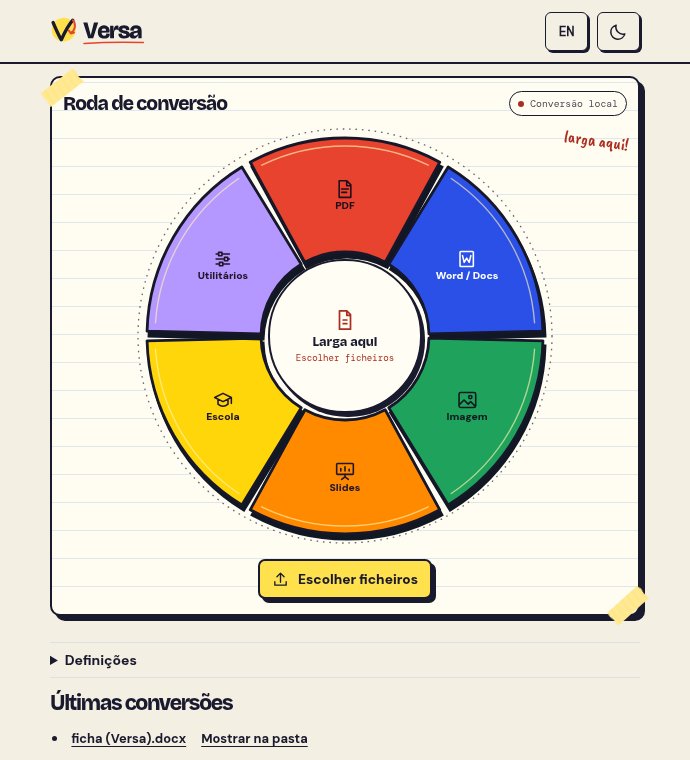 Versa
EN
Roda de conversão
Conversão local
larga aqui!
PDF
Utilitários
Word / Docs
Larga aqui
Escolher ficheiros
Escola
Imagem
Slides
Escolher ficheiros
Definições
Últimas conversões
ficha (Versa).docx Mostrar na pasta